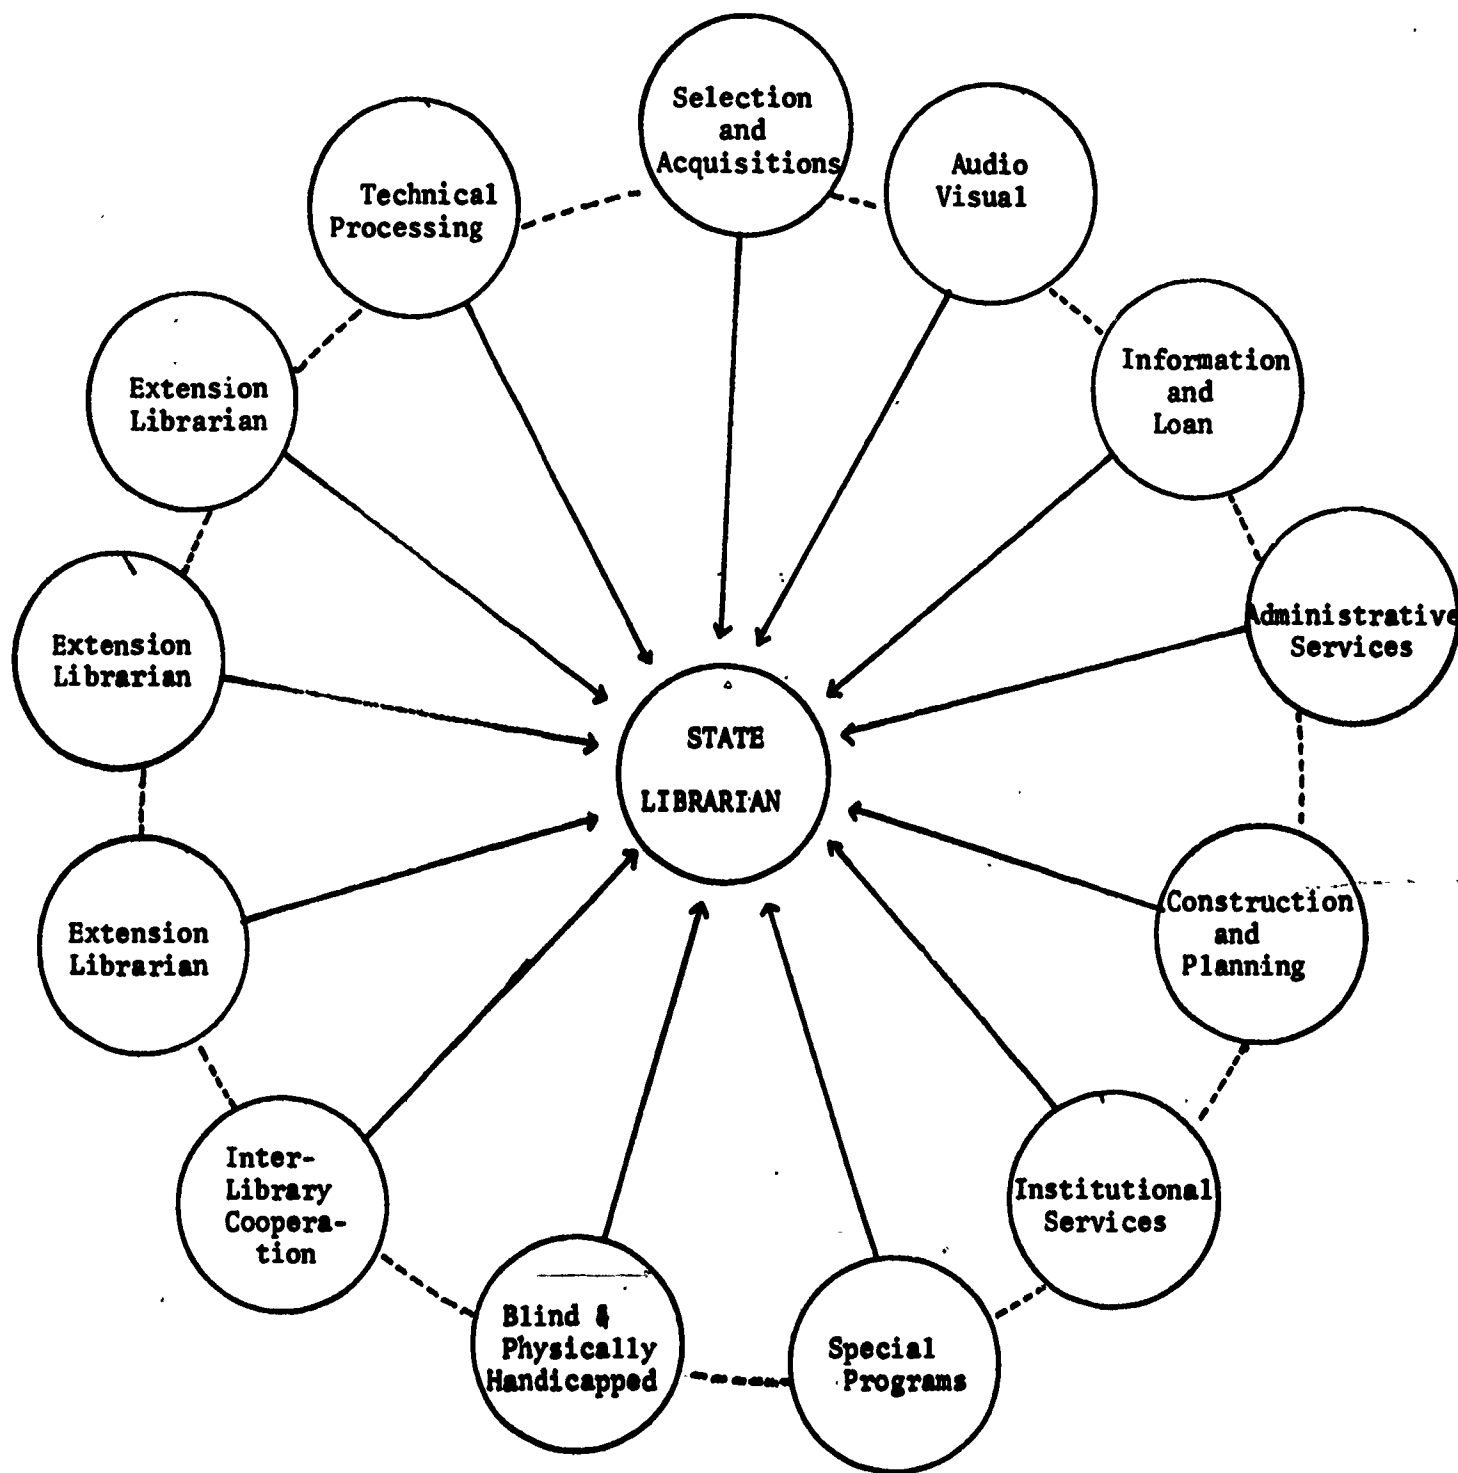 Selection
and
Acquisitions
Audio
Visual
Technical
Processing
Information
and
Loan
Extension
Librarian
Administrative
Services
Extension
Librarian
STATE
LIBRARIAN
Extension
Librarian
Construction
and
Planning
Inter-
Library
Coopera-
tion
Institutional
Services
Blind &
Physically
Handicapped
Special
Programs